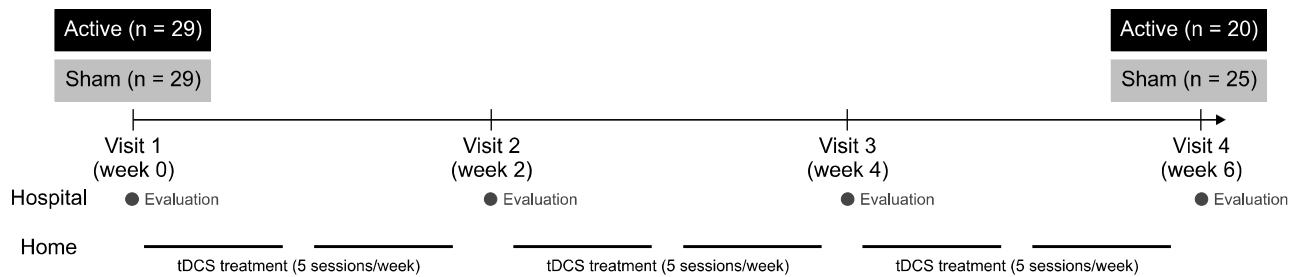 Active (n = 29)
Active (n = 20)
Sham (n = 29)
Sham (n = 25)
Visit 1
(week 0)
Visit 2
(week 2)
Visit 3
(week 4)
Visit 4
(week 6)
Hospital
Evaluation
Evaluation
Evaluation
Evaluation
Home
tDCS treatment (5 sessions/week)
tDCS treatment (5 sessions/week)
tDCS treatment (5 sessions/week)